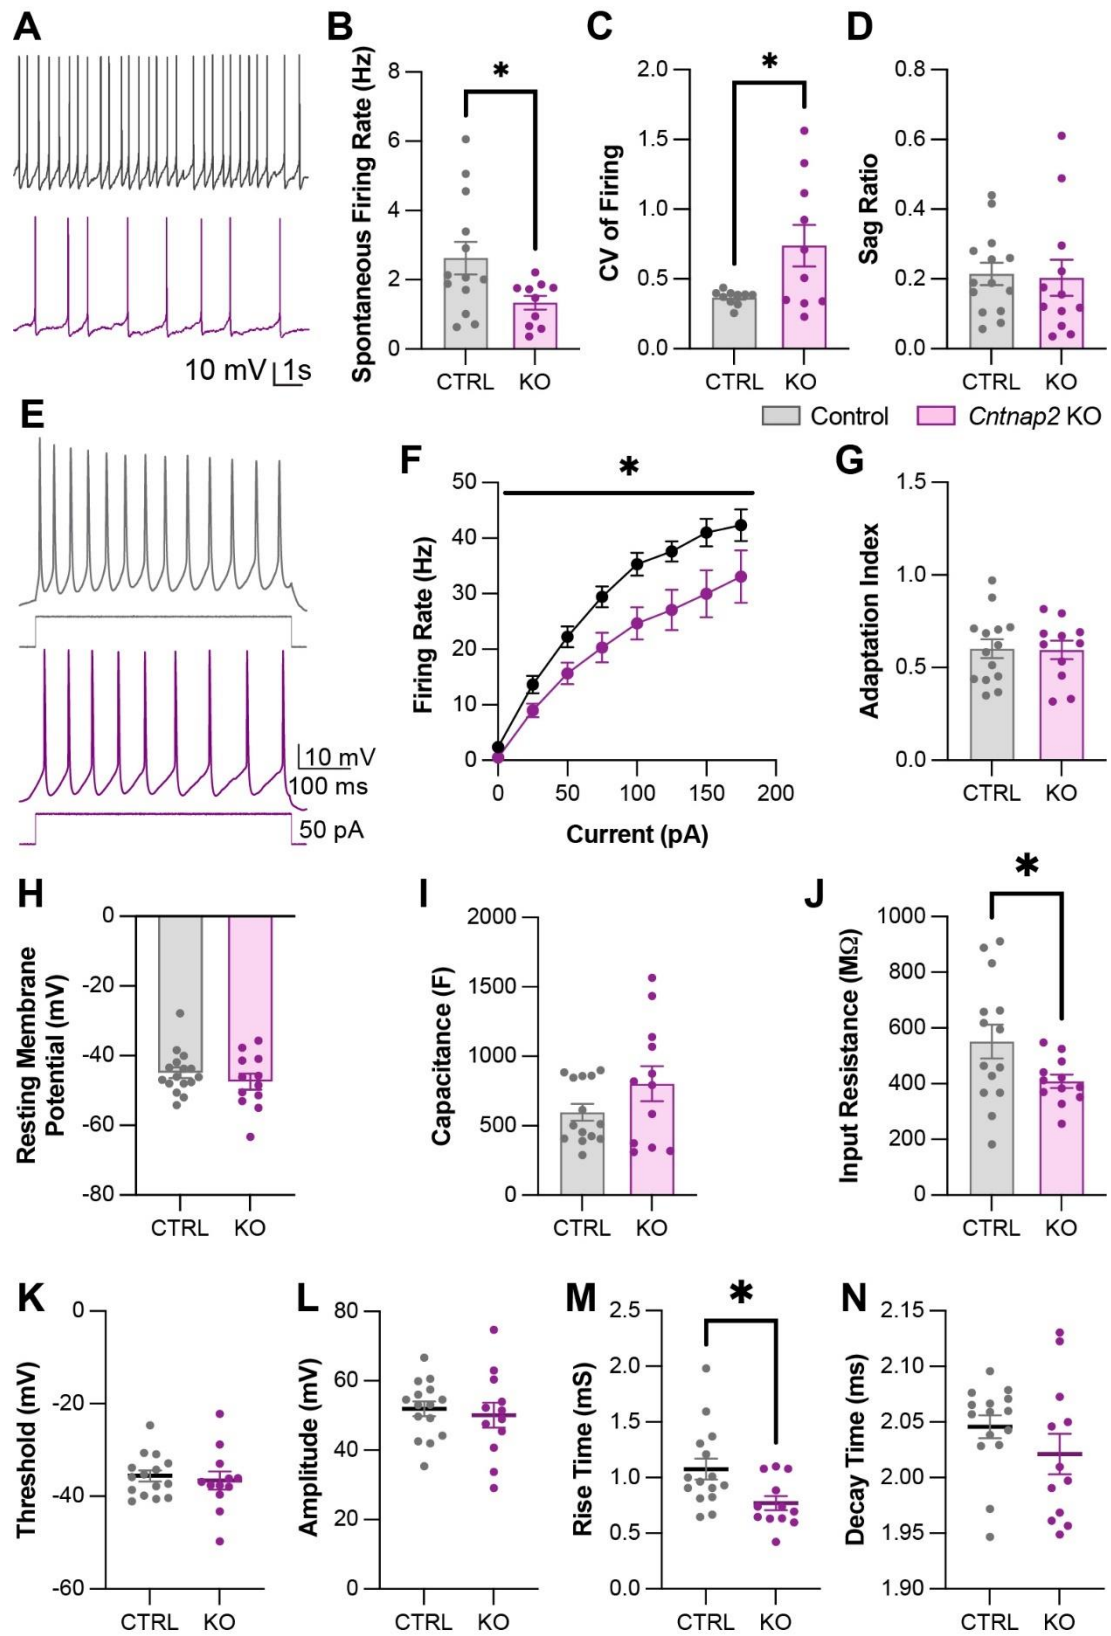 A
10 mV 1s
B
Spontaneous Firing Rate (Hz)
8
6
4
2
0
*
CTRL KO
C
CV of Firing
2.0
1.5
1.0
0.5
0.0
*
CTRL KO
D
Sag Ratio
0.8
0.6
0.4
0.2
0.0
CTRL KO
Control Cntnap2 KO
E
10 mV
100 ms
50 pA
F
*
Firing Rate (Hz)
50
40
30
20
10
0
0 50 100 150 200
Current (pA)
G
Adaptation Index
1.5
1.0
0.5
0.0
CTRL KO
H
Resting Membrane
Potential (mV)
0
-20
-40
-60
-80
CTRL KO
I
Capacitance (F)
2000
1500
1000
500
0
CTRL KO
J
Input Resistance (MΩ)
1000
800
600
400
200
0
*
CTRL KO
K
Threshold (mV)
0
-20
-40
-60
CTRL KO
L
Amplitude (mV)
80
60
40
20
0
CTRL KO
M
Rise Time (mS)
2.5
2.0
1.5
1.0
0.5
0.0
*
CTRL KO
N
Decay Time (ms)
2.15
2.10
2.05
2.00
1.95
1.90
CTRL KO